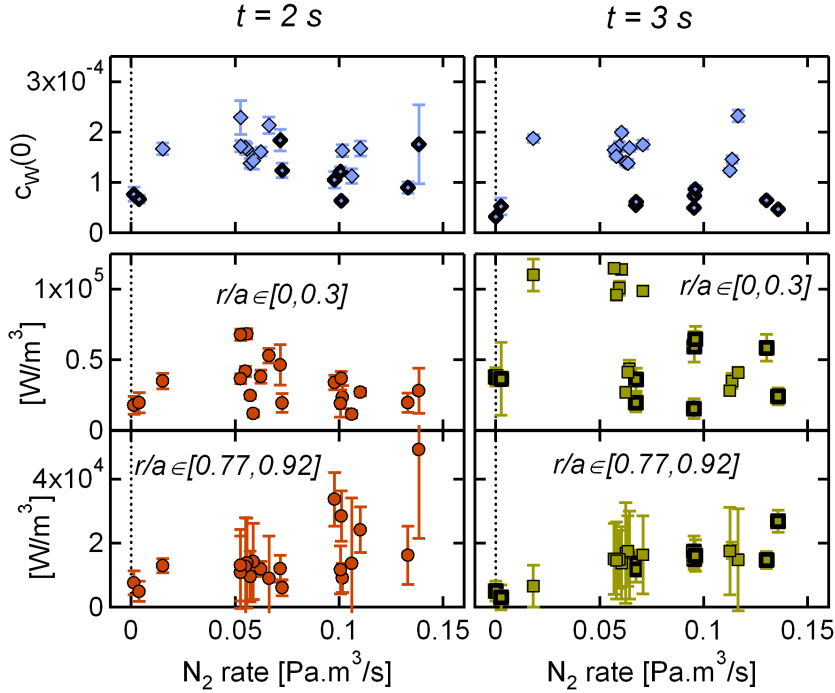 t = 2 s
t = 3 s
3x10⁻⁴
2
1
0
c_W(0)
1x10⁵
0.5
0
[W/m³]
r/a∈[0,0.3]
r/a∈[0,0.3]
4x10⁴
2
0
[W/m³]
r/a∈[0.77,0.92]
r/a∈[0.77,0.92]
0
0.05
0.1
0.15
0
0.05
0.1
0.15
N₂ rate [Pa.m³/s]
N₂ rate [Pa.m³/s]